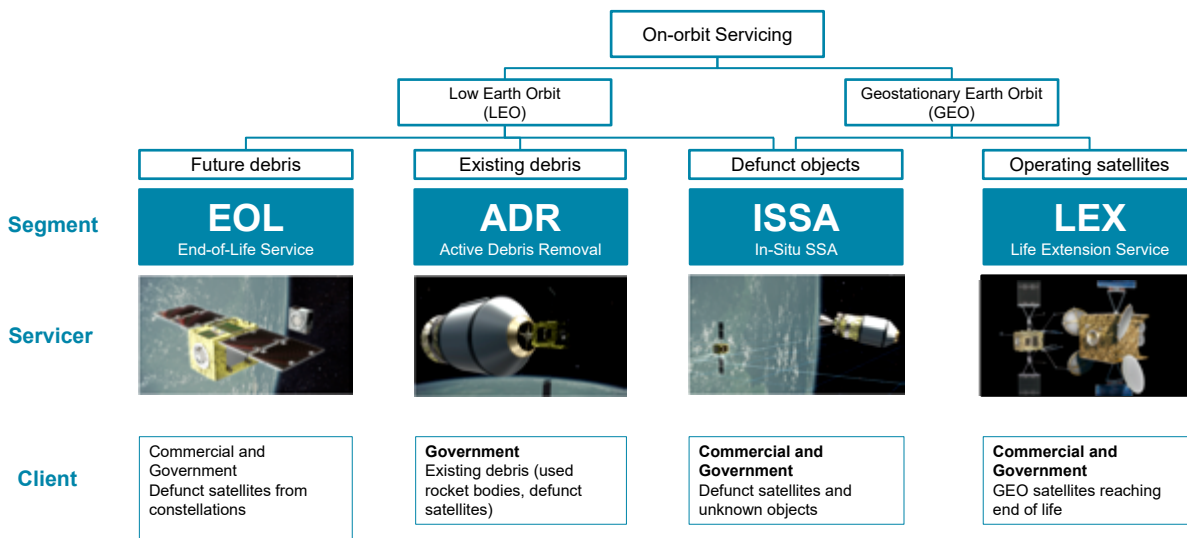 On-orbit Servicing
Low Earth Orbit
(LEO)
Geostationary Earth Orbit
(GEO)
Future debris
Existing debris
Defunct objects
Operating satellites
Segment
EOL
End-of-Life Service
ADR
Active Debris Removal
ISSA
In-Situ SSA
LEX
Life Extension Service
Servicer
Client
Commercial and
Government
Defunct satellites from
constellations
Government
Existing debris (used
rocket bodies, defunct
satellites)
Commercial and
Government
Defunct satellites and
unknown objects
Commercial and
Government
GEO satellites reaching
end of life